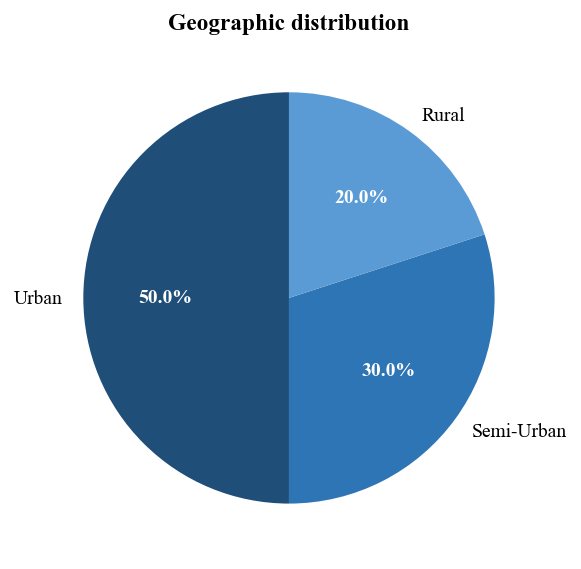 Geographic distribution
Rural
20.0%
Urban
50.0%
30.0%
Semi-Urban